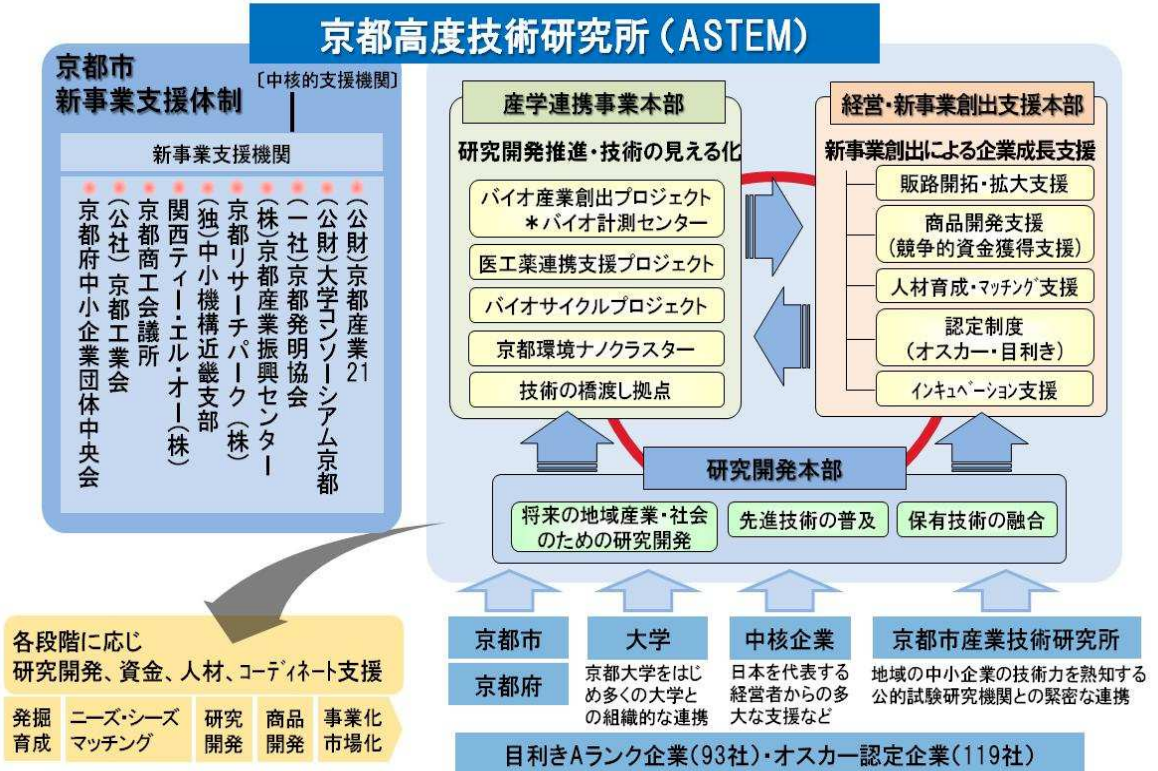 京都高度技術研究所(ASTEM)
京都市
新事業支援体制
〔中核的支援機関〕
新事業支援機関
京都府中小企業団体中央会
(公社)京都工業会
京都商工会議所
関西ティー・エル・オー(株)
(独)中小機構近畿支部
京都リサーチパーク(株)
(株)京都産業振興センター
(一社)京都発明協会
(公財)大学コンソーシアム京都
(公財)京都産業21
産学連携事業本部
研究開発推進・技術の見える化
バイオ産業創出プロジェクト
*バイオ計測センター
医工薬連携支援プロジェクト
バイオサイクルプロジェクト
京都環境ナノクラスター
技術の橋渡し拠点
経営・新事業創出支援本部
新事業創出による企業成長支援
販路開拓・拡大支援
商品開発支援
(競争的資金獲得支援)
人材育成・マッチング支援
認定制度
(オスカー・目利き)
インキュベーション支援
研究開発本部
将来の地域産業・社会
のための研究開発
先進技術の普及
保有技術の融合
各段階に応じ
研究開発、資金、人材、コーディネート支援
発掘
育成
ニーズ・シーズ
マッチング
研究
開発
商品
開発
事業化
市場化
京都市
京都府
大学
京都大学をはじ
め多くの大学と
の組織的な連携
中核企業
日本を代表する
経営者からの多
大な支援など
京都市産業技術研究所
地域の中小企業の技術力を熟知する
公的試験研究機関との緊密な連携
目利きAランク企業(93社)・オスカー認定企業(119社)